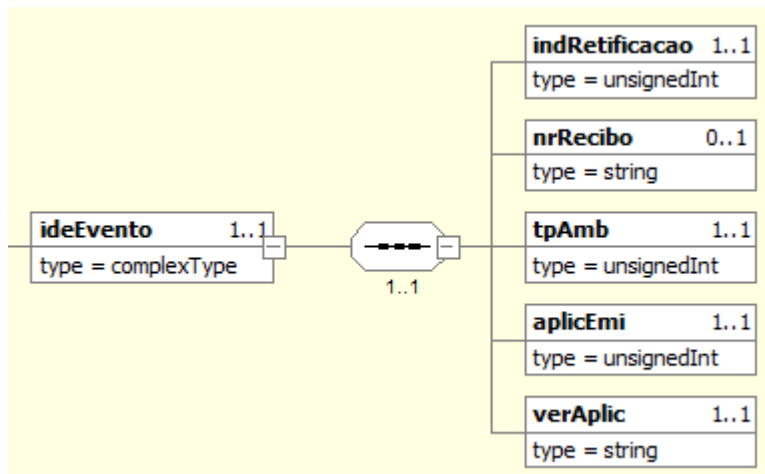 indRetificacao 1..1
type = unsignedInt
nrRecibo 0..1
type = string
ideEvento 1..1
type = complexType
1..1
tpAmb 1..1
type = unsignedInt
aplicEmi 1..1
type = unsignedInt
verAplic 1..1
type = string